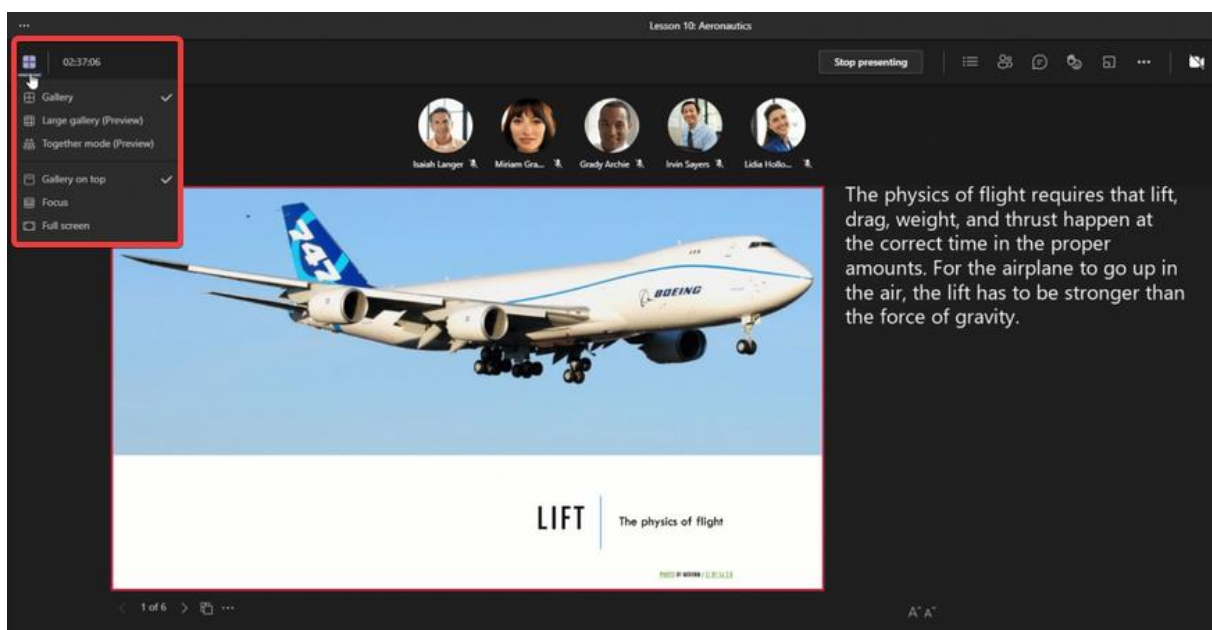 Lesson 10: Aeronautics
02:37:06
Stop presenting
Gallery
Large gallery (Preview)
Together mode (Preview)
Gallery on top
Focus
Full screen
Isaiah Langer
Miriam Gra...
Grady Archie
Irvin Sayers
Lidia Hollo...
747
BOEING
The physics of flight requires that lift,
drag, weight, and thrust happen at
the correct time in the proper
amounts. For the airplane to go up in
the air, the lift has to be stronger than
the force of gravity.
LIFT
The physics of flight
1 of 6